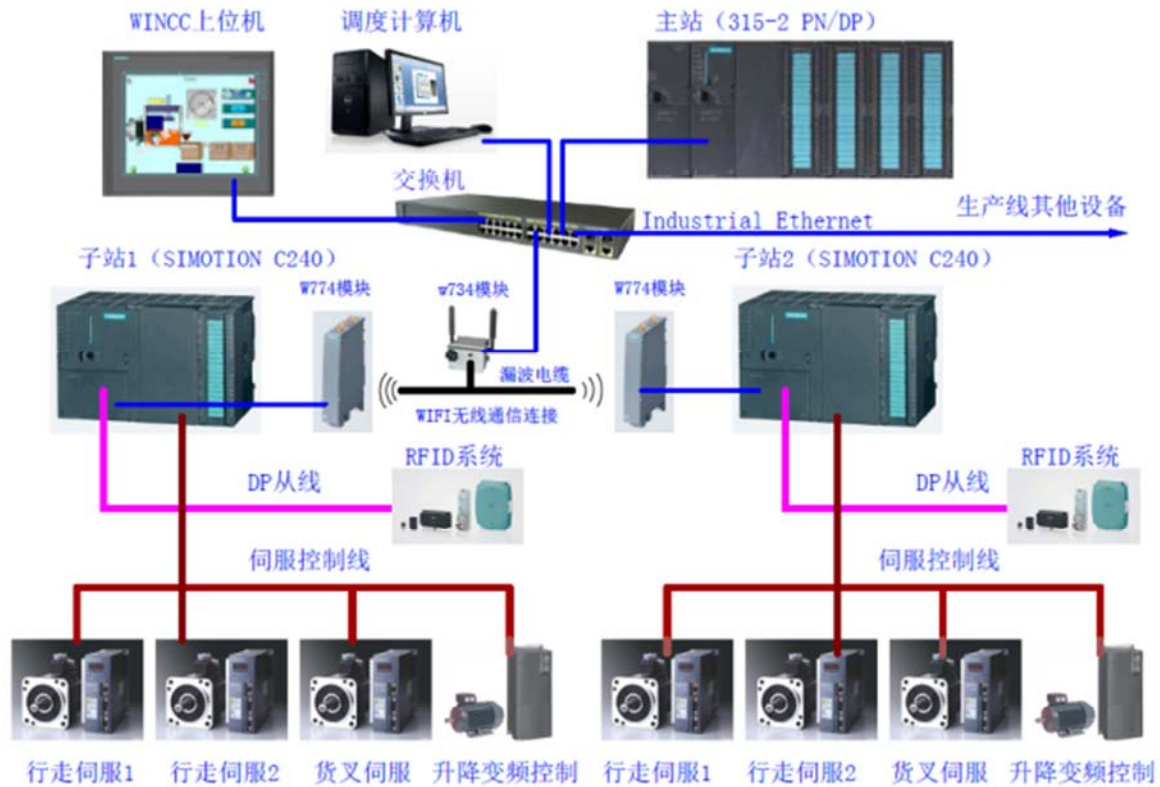 WINCC上位机
调度计算机
主站（315-2 PN/DP）
交换机
Industrial Ethernet
生产线其他设备
子站1（SIMOTION C240）
子站2（SIMOTION C240）
W774模块
w734模块
W774模块
漏波电缆
WIFI无线通信连接
RFID系统
RFID系统
DP从线
DP从线
伺服控制线
伺服控制线
行走伺服1
行走伺服2
货叉伺服
升降变频控制
行走伺服1
行走伺服2
货叉伺服
升降变频控制